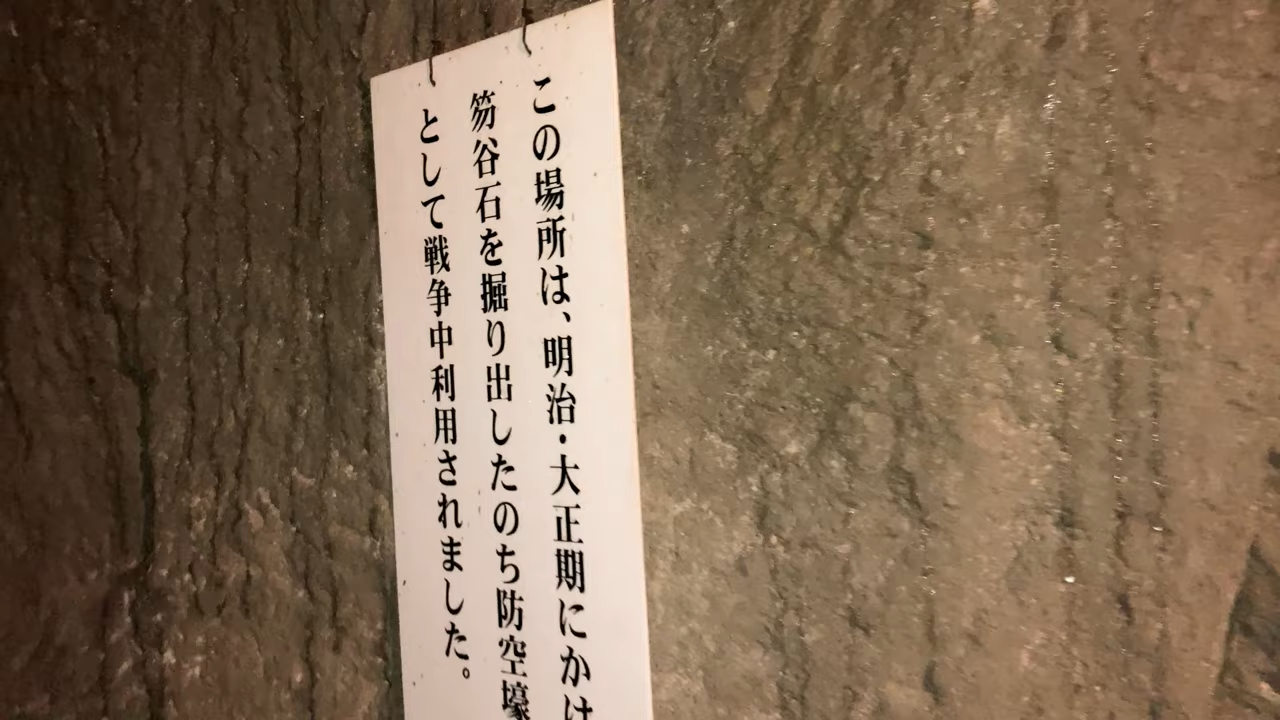 この場所は、明治・大正期にかけ
笏谷石を掘り出したのち防空壕
として戦争中利用されました。